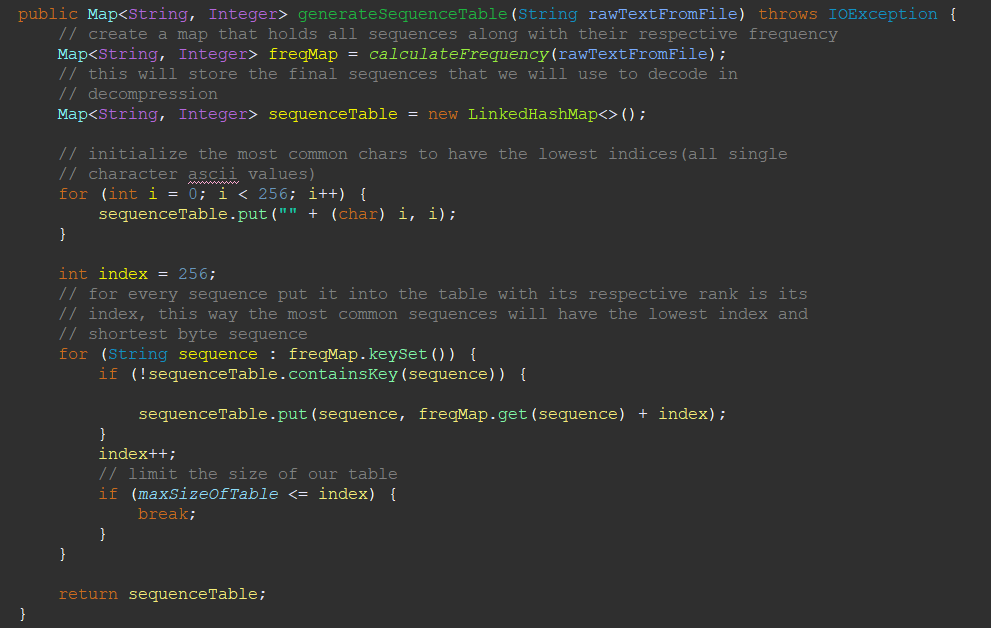 public Map<String, Integer> generateSequenceTable(String rawTextFromFile) throws IOException {
    // create a map that holds all sequences along with their respective frequency
    Map<String, Integer> freqMap = calculateFrequency(rawTextFromFile);
    // this will store the final sequences that we will use to decode in
    // decompression
    Map<String, Integer> sequenceTable = new LinkedHashMap<>();

    // initialize the most common chars to have the lowest indices(all single
    // character ascii values)
    for (int i = 0; i < 256; i++) {
        sequenceTable.put("" + (char) i, i);
    }

    int index = 256;
    // for every sequence put it into the table with its respective rank is its
    // index, this way the most common sequences will have the lowest index and
    // shortest byte sequence
    for (String sequence : freqMap.keySet()) {
        if (!sequenceTable.containsKey(sequence)) {

            sequenceTable.put(sequence, freqMap.get(sequence) + index);
        }
        index++;
        // limit the size of our table
        if (maxSizeOfTable <= index) {
            break;
        }
    }

    return sequenceTable;
}